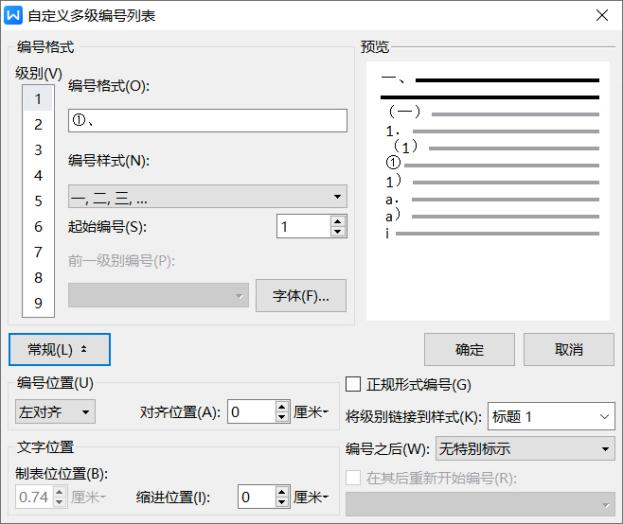 自定义多级编号列表
编号格式
级别(V)
1
2
3
4
5
6
7
8
9
编号格式(O):
①、
编号样式(N):
一, 二, 三, ...
起始编号(S):
1
前一级别编号(P):
字体(F)...
预览
一、
（一）
1.
（1）
①
1）
a.
a）
i
常规(L)
确定
取消
编号位置(U)
左对齐
对齐位置(A):
0
厘米
文字位置
制表位位置(B):
0.74
厘米
缩进位置(I):
0
厘米
正规形式编号(G)
将级别链接到样式(K):
标题 1
编号之后(W):
无特别标示
在其后重新开始编号(R):